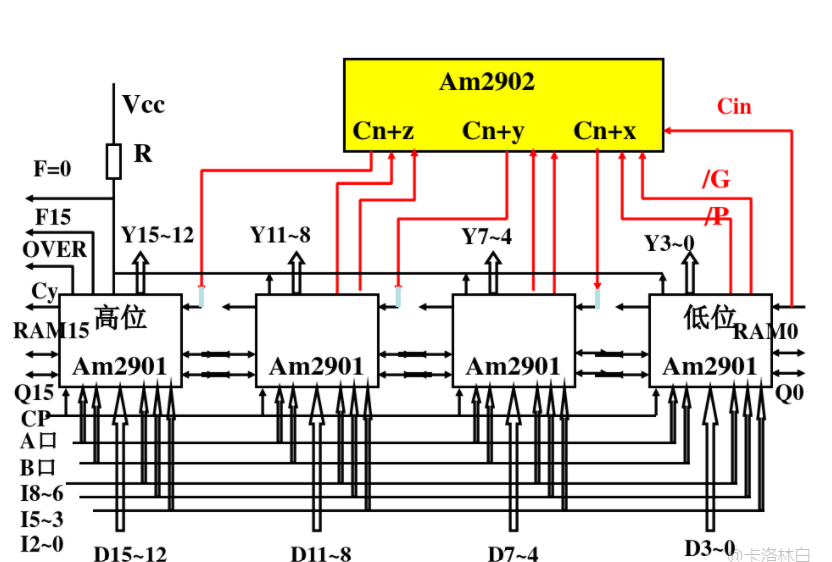 Am2902
Vcc
Cn+z
Cn+y
Cn+x
Cin
R
F=0
/G
F15
/P
OVER
Y15~12
Y11~8
Y7~4
Y3~0
Cy
高位
低位
RAM15
RAM0
Am2901
Am2901
Am2901
Am2901
Q15
Q0
CP
A口
B口
I8~6
I5~3
I2~0
D15~12
D11~8
D7~4
D3~0
@卡洛林白